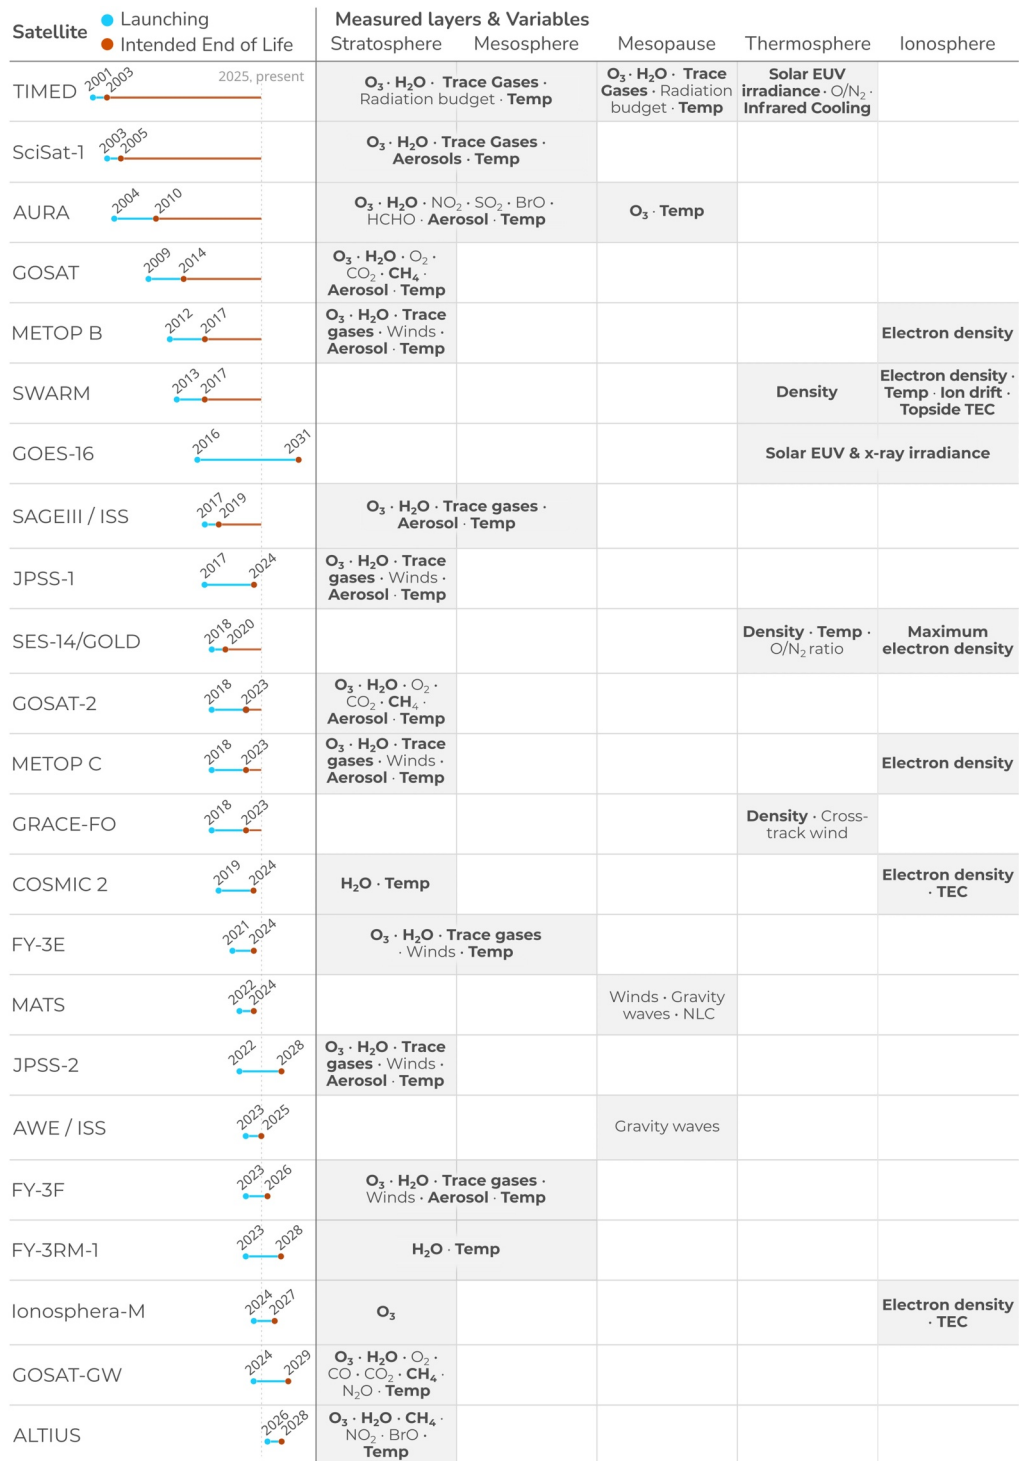 Satellite
Launching
Intended End of Life
Measured layers & Variables
Stratosphere Mesosphere Mesopause Thermosphere Ionosphere
2025, present
TIMED
2001 2003
O₃ · H₂O · Trace Gases ·
Radiation budget · Temp
O₃ · H₂O · Trace
Gases · Radiation
budget · Temp
Solar EUV
irradiance · O/N₂ ·
Infrared Cooling
SciSat-1
2003 2005
O₃ · H₂O · Trace Gases ·
Aerosols · Temp
AURA
2004 2010
O₃ · H₂O · NO₂ · SO₂ · BrO ·
HCHO · Aerosol · Temp
O₃ · Temp
GOSAT
2009 2014
O₃ · H₂O · O₂ ·
CO₂ · CH₄ ·
Aerosol · Temp
METOP B
2012 2017
O₃ · H₂O · Trace
gases · Winds ·
Aerosol · Temp
Electron density
SWARM
2013 2017
Density
Electron density ·
Temp · Ion drift ·
Topside TEC
GOES-16
2016 2031
Solar EUV & x-ray irradiance
SAGEIII / ISS
2017 2019
O₃ · H₂O · Trace gases ·
Aerosol · Temp
JPSS-1
2017 2024
O₃ · H₂O · Trace
gases · Winds ·
Aerosol · Temp
SES-14/GOLD
2018 2020
Density · Temp ·
O/N₂ ratio
Maximum
electron density
GOSAT-2
2018 2023
O₃ · H₂O · O₂ ·
CO₂ · CH₄ ·
Aerosol · Temp
METOP C
2018 2023
O₃ · H₂O · Trace
gases · Winds ·
Aerosol · Temp
Electron density
GRACE-FO
2018 2023
Density · Cross-
track wind
COSMIC 2
2019 2024
H₂O · Temp
Electron density
· TEC
FY-3E
2021 2024
O₃ · H₂O · Trace gases
· Winds · Temp
MATS
2022 2024
Winds · Gravity
waves · NLC
JPSS-2
2022 2028
O₃ · H₂O · Trace
gases · Winds ·
Aerosol · Temp
AWE / ISS
2023 2025
Gravity waves
FY-3F
2023 2026
O₃ · H₂O · Trace gases ·
Winds · Aerosol · Temp
FY-3RM-1
2023 2028
H₂O · Temp
Ionosphera-M
2024 2027
O₃
Electron density
· TEC
GOSAT-GW
2024 2029
O₃ · H₂O · O₂ ·
CO · CO₂ · CH₄ ·
N₂O · Temp
ALTIUS
2026 2028
O₃ · H₂O · CH₄ ·
NO₂ · BrO ·
Temp